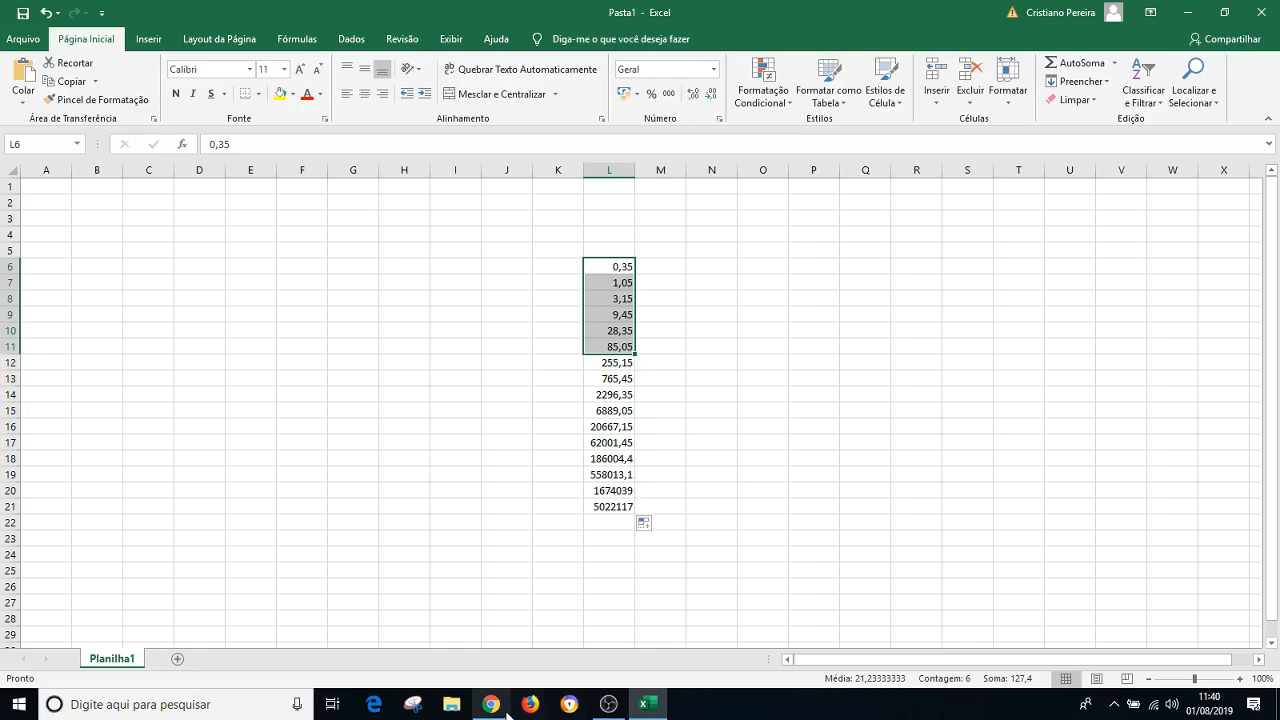 Pasta1 - Excel
Cristiano Pereira
Arquivo Página Inicial Inserir Layout da Página Fórmulas Dados Revisão Exibir Ajuda Diga-me o que você deseja fazer Compartilhar
Colar
Recortar
Copiar
Pincel de Formatação
Área de Transferência
Calibri 11
N I S
Fonte
Quebrar Texto Automaticamente
Mesclar e Centralizar
Alinhamento
Geral
% 000
Número
Formatação Condicional
Formatar como Tabela
Estilos de Célula
Estilos
Inserir
Excluir
Formatar
Células
AutoSoma
Preencher
Limpar
Classificar e Filtrar
Localizar e Selecionar
Edição
L6 fx 0,35
A B C D E F G H I J K L M N O P Q R S T U V W X
1
2
3
4
5
6 0,35
7 1,05
8 3,15
9 9,45
10 28,35
11 85,05
12 255,15
13 765,45
14 2296,35
15 6889,05
16 20667,15
17 62001,45
18 186004,4
19 558013,1
20 1674039
21 5022117
22
23
24
25
26
27
28
29
Planilha1
Pronto Média: 21,23333333 Contagem: 6 Soma: 127,4 100%
Digite aqui para pesquisar
11:40
01/08/2019